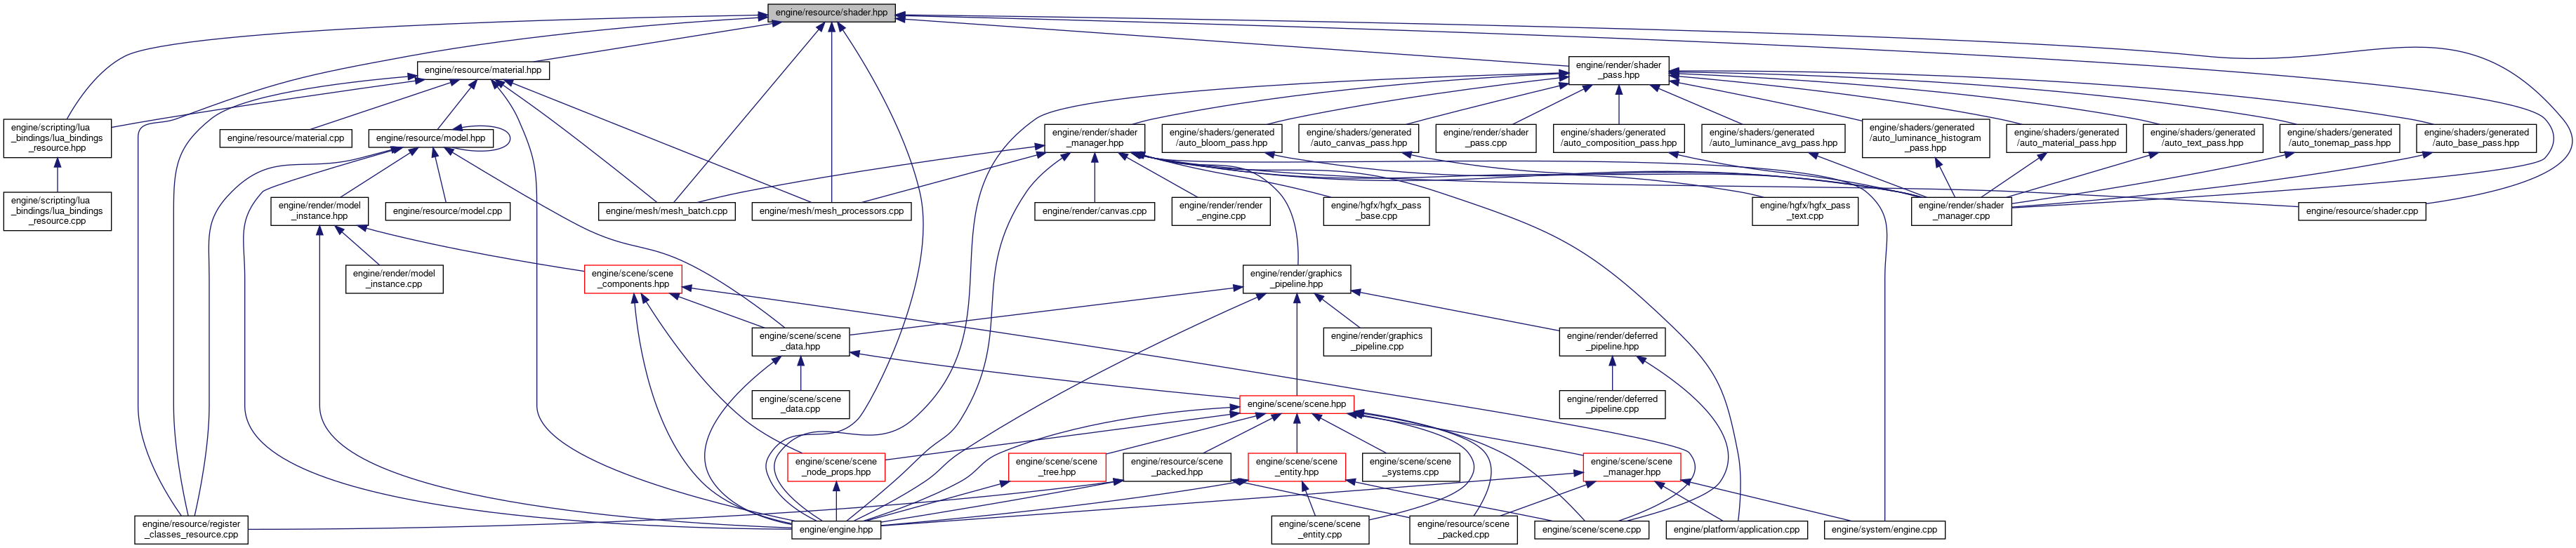 engine/resource/shader.hpp
engine/resource/material.hpp
engine/render/shader
_pass.hpp
engine/scripting/lua
_bindings/lua_bindings
_resource.hpp
engine/resource/material.cpp
engine/resource/model.hpp
engine/render/shader
_manager.hpp
engine/shaders/generated
/auto_bloom_pass.hpp
engine/shaders/generated
/auto_canvas_pass.hpp
engine/render/shader
_pass.cpp
engine/shaders/generated
/auto_composition_pass.hpp
engine/shaders/generated
/auto_luminance_avg_pass.hpp
engine/shaders/generated
/auto_luminance_histogram
_pass.hpp
engine/shaders/generated
/auto_material_pass.hpp
engine/shaders/generated
/auto_text_pass.hpp
engine/shaders/generated
/auto_tonemap_pass.hpp
engine/shaders/generated
/auto_base_pass.hpp
engine/scripting/lua
_bindings/lua_bindings
_resource.cpp
engine/render/model
_instance.hpp
engine/resource/model.cpp
engine/mesh/mesh_batch.cpp
engine/mesh/mesh_processors.cpp
engine/render/canvas.cpp
engine/render/render
_engine.cpp
engine/hgfx/hgfx_pass
_base.cpp
engine/hgfx/hgfx_pass
_text.cpp
engine/render/shader
_manager.cpp
engine/resource/shader.cpp
engine/render/model
_instance.cpp
engine/scene/scene
_components.hpp
engine/render/graphics
_pipeline.hpp
engine/scene/scene
_data.hpp
engine/render/graphics
_pipeline.cpp
engine/render/deferred
_pipeline.hpp
engine/scene/scene
_data.cpp
engine/scene/scene.hpp
engine/render/deferred
_pipeline.cpp
engine/scene/scene
_node_props.hpp
engine/scene/scene
_tree.hpp
engine/resource/scene
_packed.hpp
engine/scene/scene
_entity.hpp
engine/scene/scene
_systems.cpp
engine/scene/scene
_manager.hpp
engine/resource/register
_classes_resource.cpp
engine/engine.hpp
engine/scene/scene
_entity.cpp
engine/resource/scene
_packed.cpp
engine/scene/scene.cpp
engine/platform/application.cpp
engine/system/engine.cpp